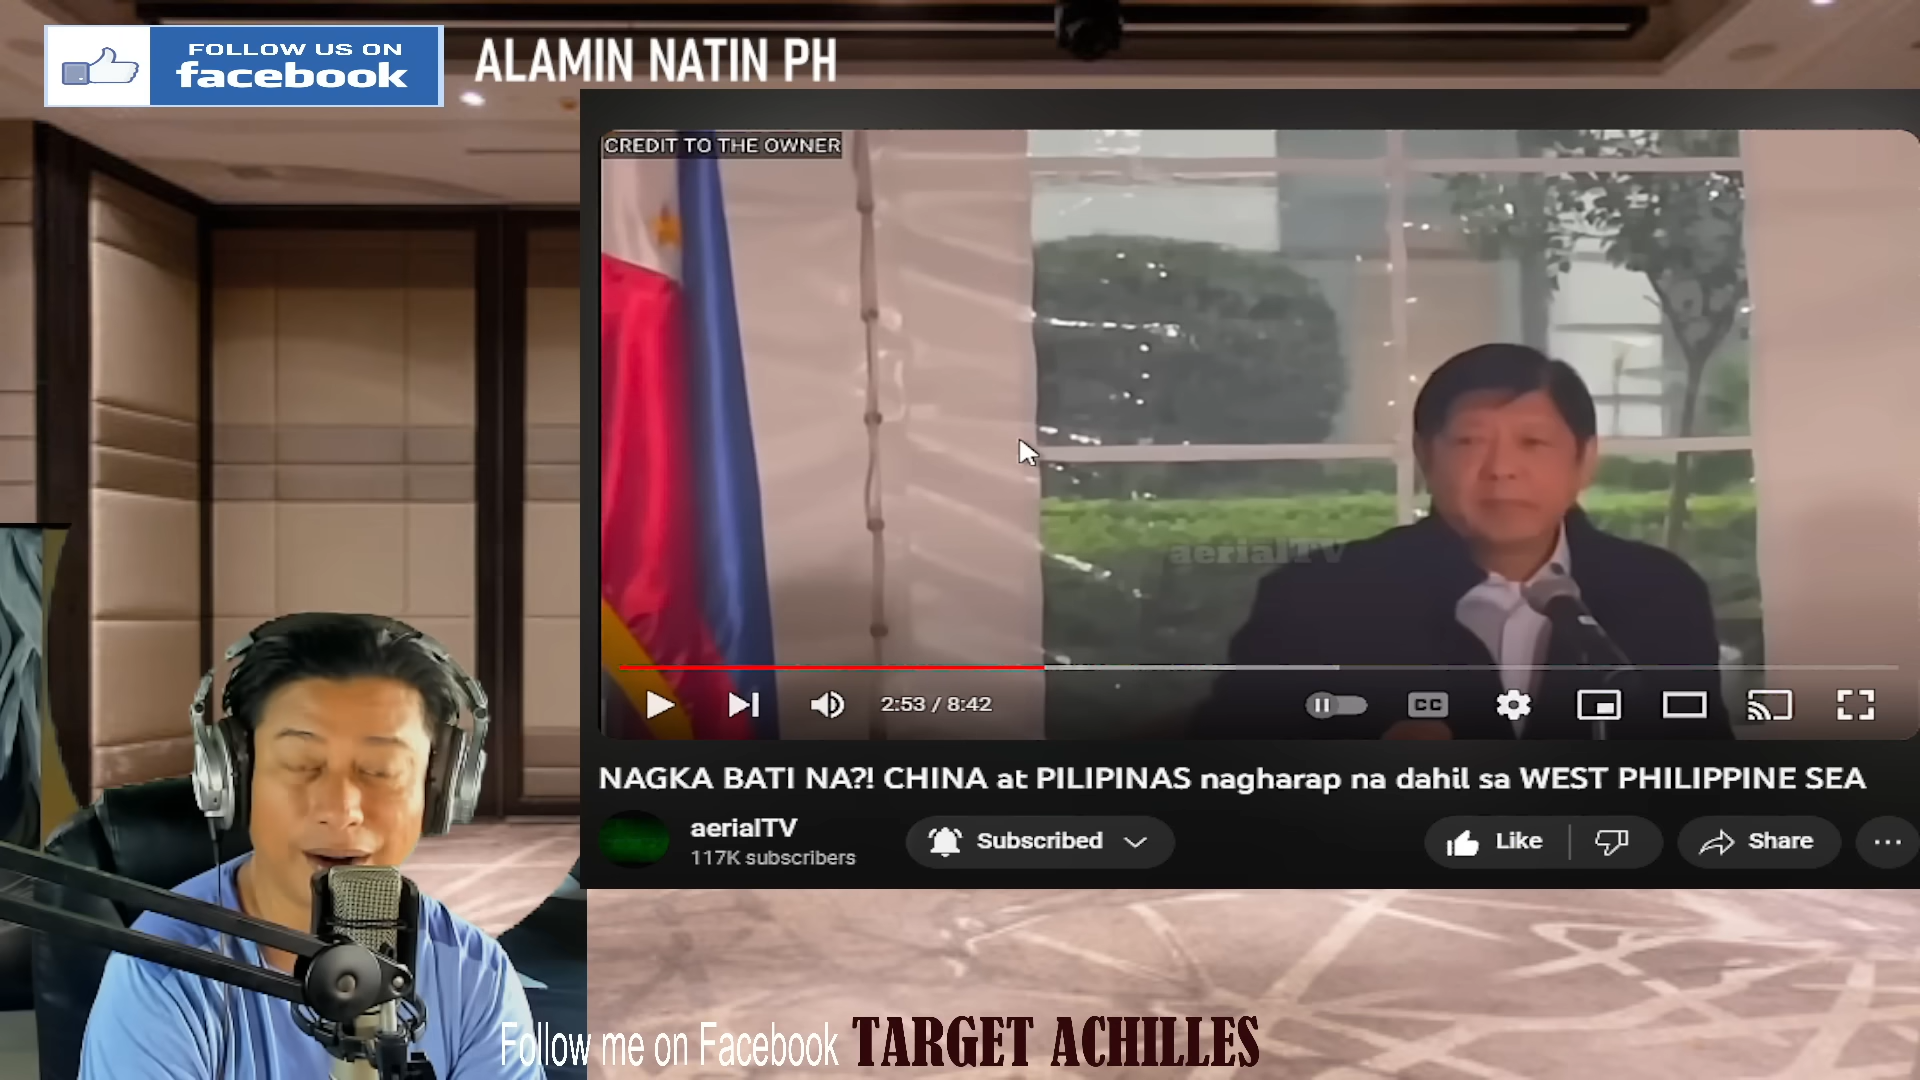 FOLLOW US ON
facebook
ALAMIN NATIN PH
CREDIT TO THE OWNER
aerialTV
2:53 / 8:42
CC
NAGKA BATI NA?! CHINA at PILIPINAS nagharap na dahil sa WEST PHILIPPINE SEA
aerialTV
117K subscribers
Subscribed
Like
Share
Follow me on Facebook TARGET ACHILLES